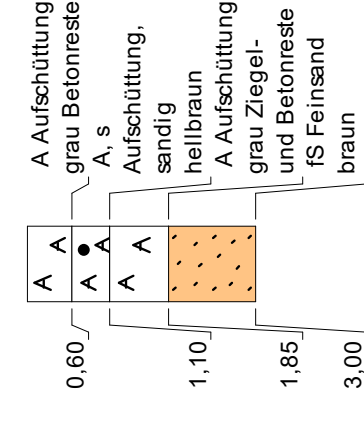 A Aufschüttung
grau Betonreste
A, s
Aufschüttung,
sandig
hellbraun
A Aufschüttung
grau Ziegel-
und Betonreste
fS Feinsand
braun
A A
A A
A A
0,60
1,10
1,85
3,00